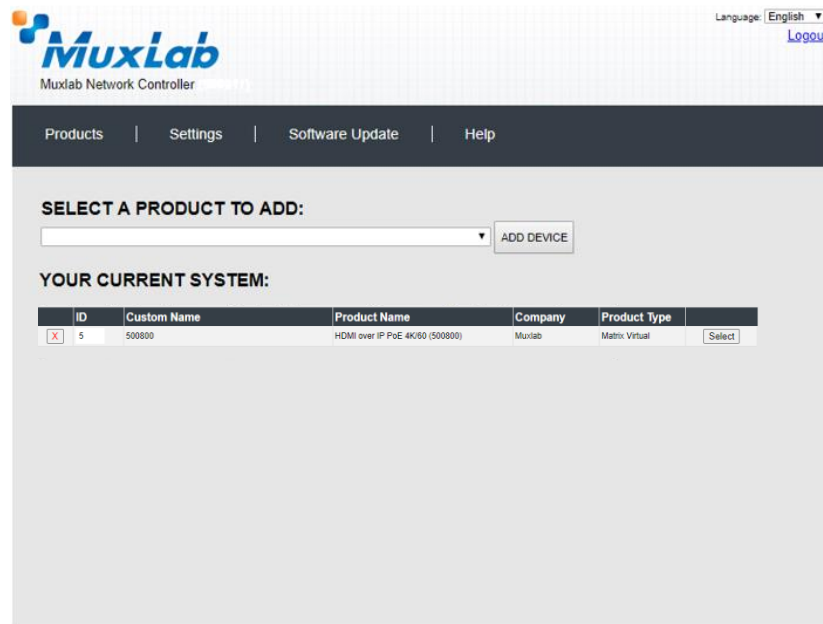 Language: English ▼
Logou
MuxLab
Muxlab Network Controller
Products | Settings | Software Update | Help
SELECT A PRODUCT TO ADD:
▼ ADD DEVICE
YOUR CURRENT SYSTEM:
ID Custom Name Product Name Company Product Type
X 5 500800 HDMI over IP PoE 4K/60 (500800) Muxlab Matrix Virtual Select